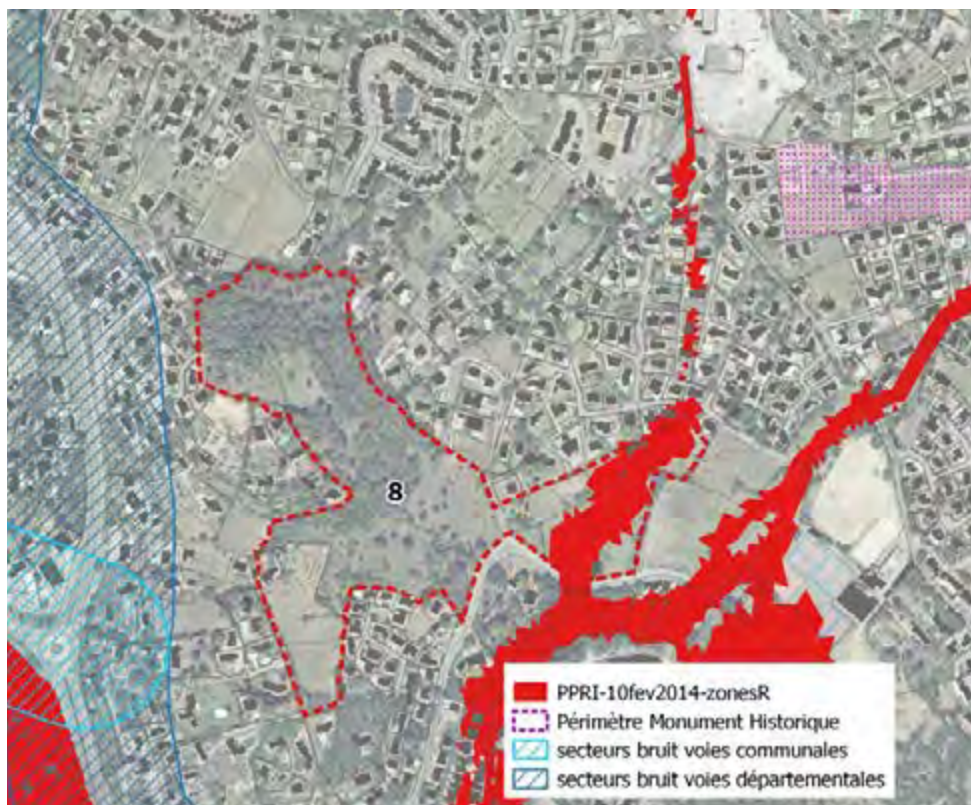 8
PPRI-10fev2014-zonesR
Périmètre Monument Historique
secteurs bruit voies communales
secteurs bruit voies départementales